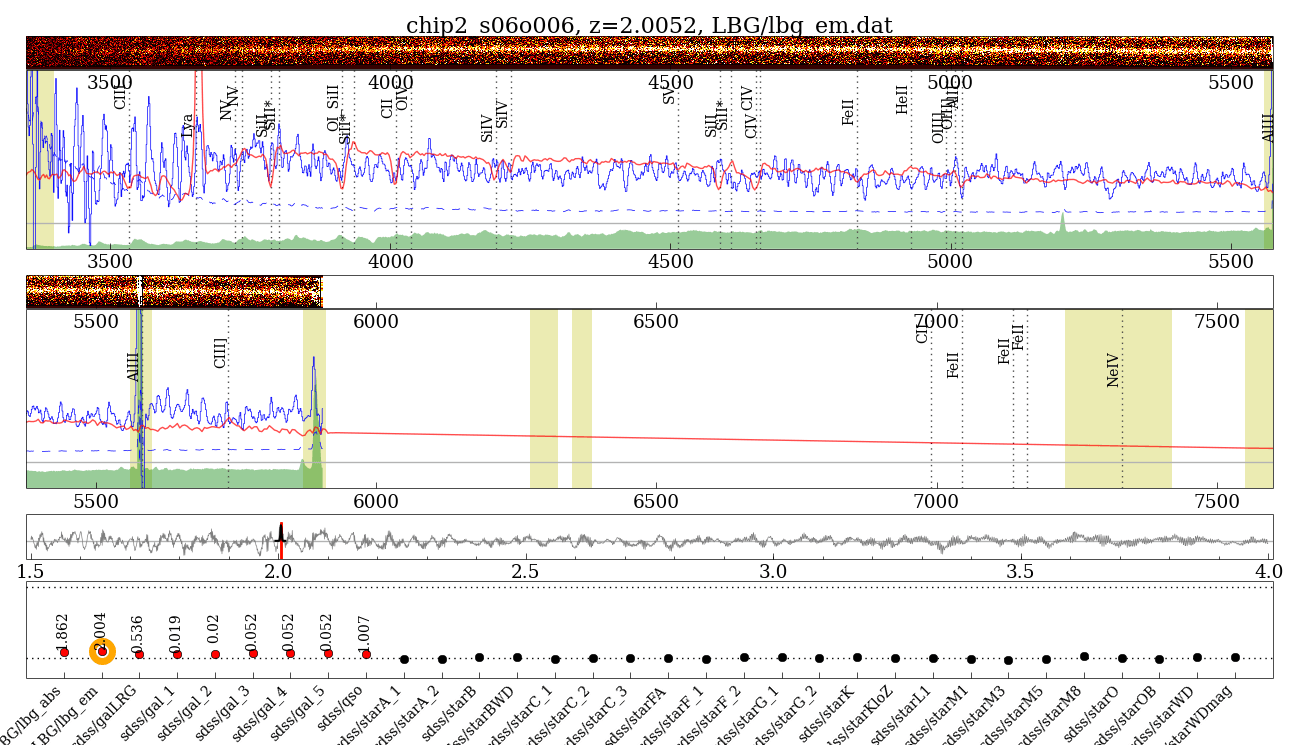 chip2_s06o006, z=2.0052, LBG/lbg_em.dat
3500 4000 4500 5000 5500
CIII Lya NV NV SiII SiII* OI_SiII SiII* CII OIV SiIV SiIV SV SiII SiII* CIV CIV FeII HeII OIII] OIII] AlII AlIII
3500 4000 4500 5000 5500
5500 6000 6500 7000 7500
AlIII CIII] CII] FeII FeII FeII NeIV
5500 6000 6500 7000 7500
1.5 2.0 2.5 3.0 3.5 4.0
1.862 2.004 0.536 0.019 0.02 0.052 0.052 0.052 1.007
BG/lbg_abs LBG/lbg_em sdss/galLRG sdss/gal_1 sdss/gal_2 sdss/gal_3 sdss/gal_4 sdss/gal_5 sdss/qso sdss/starA_1 sdss/starA_2 sdss/starB sdss/starBWD sdss/starC_1 sdss/starC_2 sdss/starC_3 sdss/starFA sdss/starF_1 sdss/starF_2 sdss/starG_1 sdss/starG_2 sdss/starK sdss/starKloZ sdss/starL1 sdss/starM1 sdss/starM3 sdss/starM5 sdss/starM8 sdss/starO sdss/starOB sdss/starWD /starWDmag